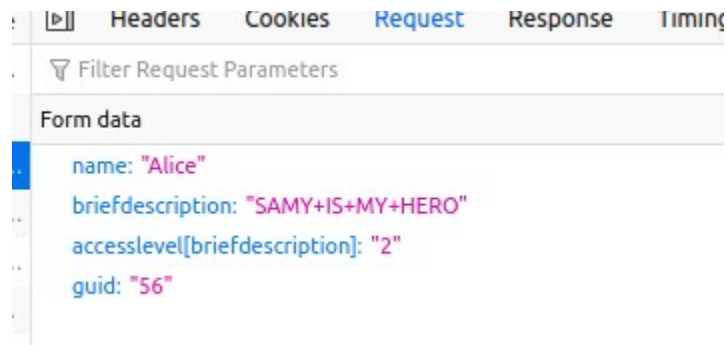 Headers Cookies Request Response Timing
Filter Request Parameters
Form data
name: "Alice"
briefdescription: "SAMY+IS+MY+HERO"
accesslevel[briefdescription]: "2"
guid: "56"